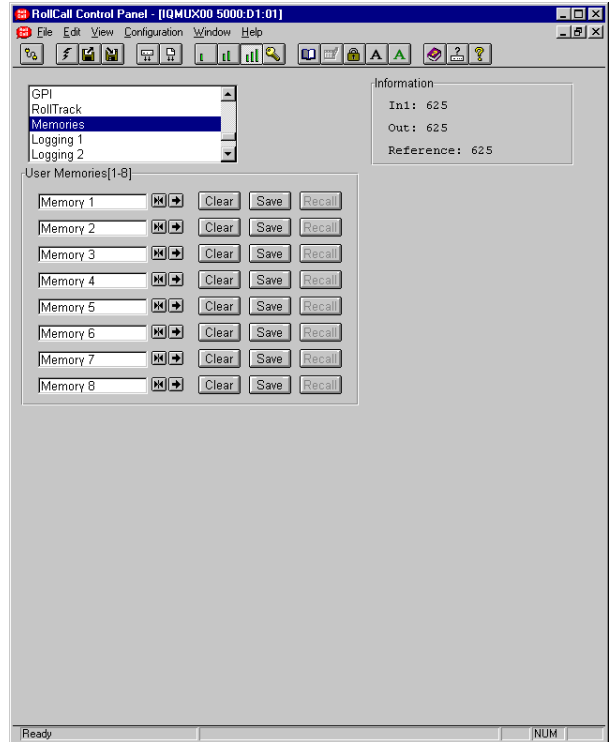 RollCall Control Panel - [IQMUX00 5000:D1:01]
File Edit View Configuration Window Help
A A
GPI
RollTrack
Memories
Logging 1
Logging 2
Information
In1: 625
Out: 625
Reference: 625
User Memories[1-8]
Memory 1 Clear Save Recall
Memory 2 Clear Save Recall
Memory 3 Clear Save Recall
Memory 4 Clear Save Recall
Memory 5 Clear Save Recall
Memory 6 Clear Save Recall
Memory 7 Clear Save Recall
Memory 8 Clear Save Recall
Ready NUM